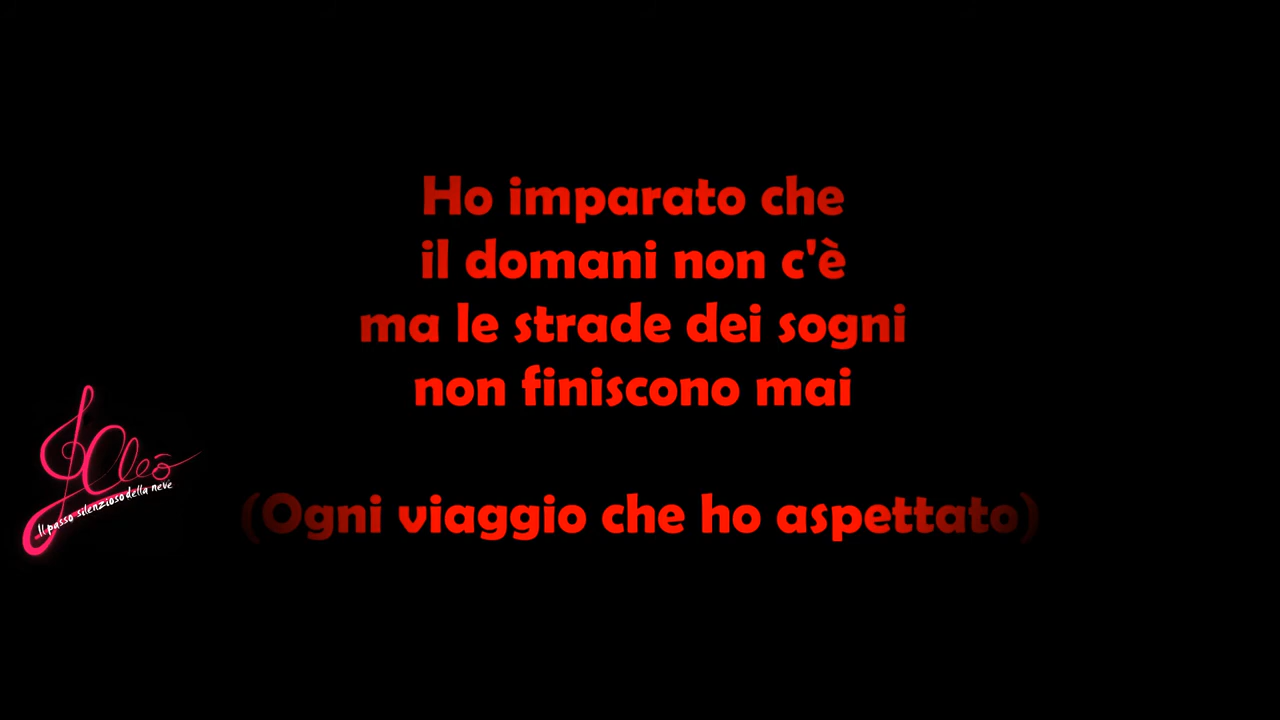 Ho imparato che
il domani non c'è
ma le strade dei sogni
non finiscono mai
(Ogni viaggio che ho aspettato)
Cleò
Il passo silenzioso della neve